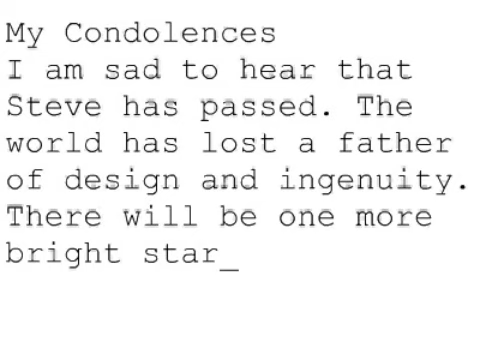 My Condolences
I am sad to hear that
Steve has passed. The
world has lost a father
of design and ingenuity.
There will be one more
bright star_